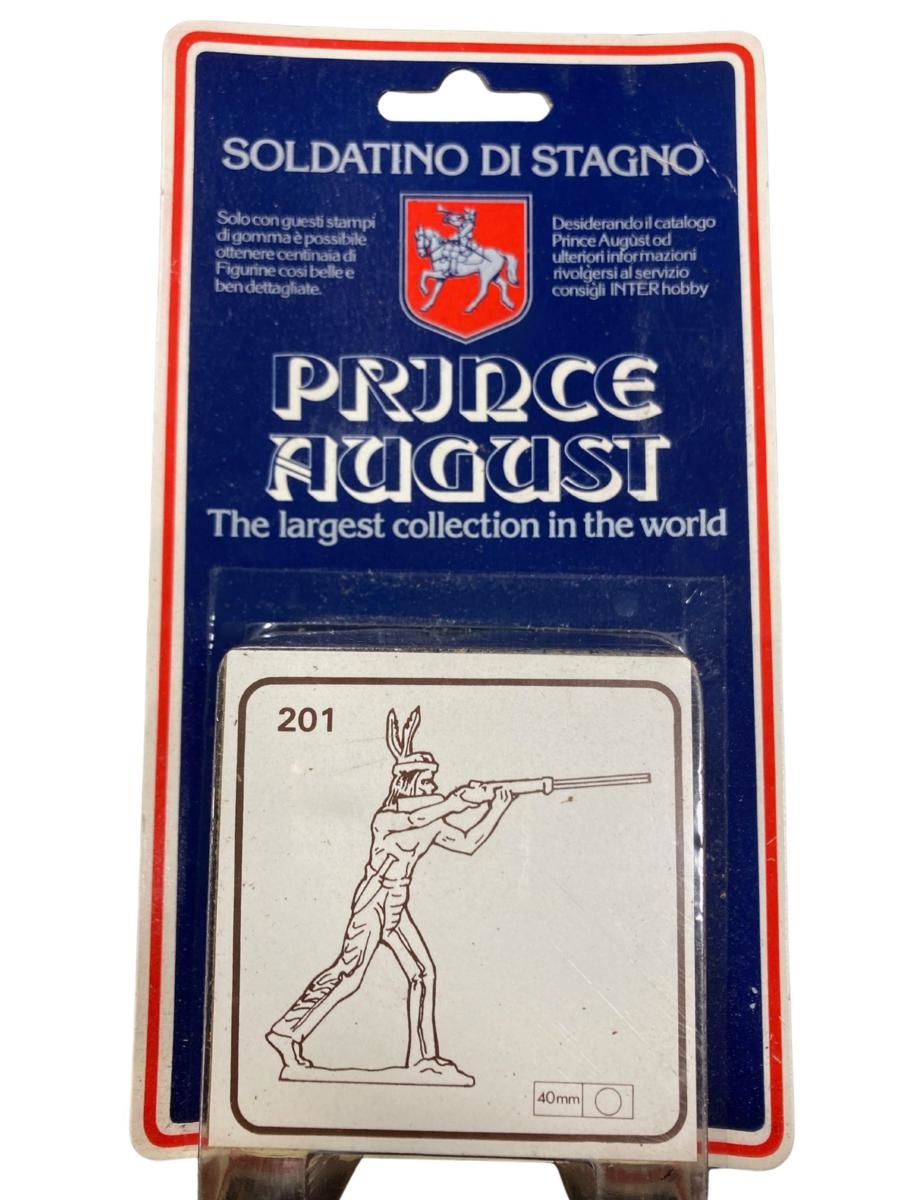 SOLDATINO DI STAGNO
Solo con questi stampi
di gomma è possibile
ottenere centinaia di
Figurine cosi belle e
ben dettagliate.
Desiderando il catalogo
Prince Augùst od
ulteriori informazioni
rivolgersi al servizio
consigli INTER hobby
PRINCE
AUGUST
The largest collection in the world
201
40mm